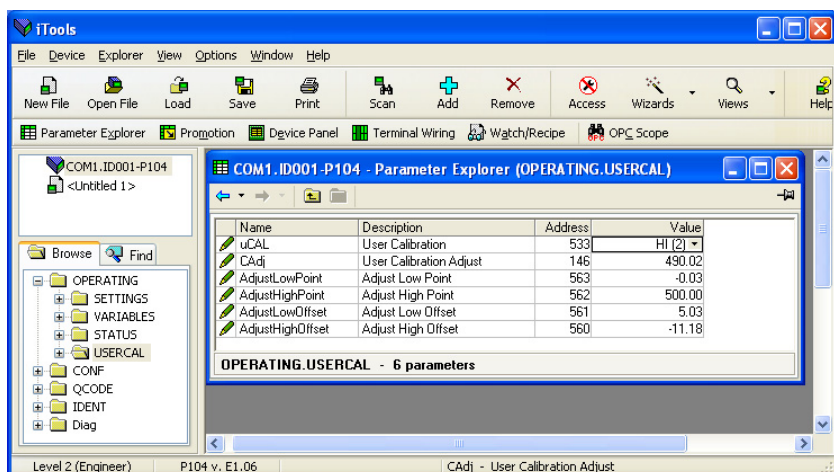 iTools
File Device Explorer View Options Window Help
New File Open File Load Save Print Scan Add Remove Access Wizards Views Help
Parameter Explorer Promotion Device Panel Terminal Wiring Watch/Recipe OPC Scope
COM1.ID001-P104
<Untitled 1>
Browse Find
OPERATING
SETTINGS
VARIABLES
STATUS
USERCAL
CONF
QCODE
IDENT
Diag
COM1.ID001-P104 - Parameter Explorer (OPERATING.USERCAL)
Name Description Address Value
uCAL User Calibration 533 HI (2)
CAdj User Calibration Adjust 146 490.02
AdjustLowPoint Adjust Low Point 563 -0.03
AdjustHighPoint Adjust High Point 562 500.00
AdjustLowOffset Adjust Low Offset 561 5.03
AdjustHighOffset Adjust High Offset 560 -11.18
OPERATING.USERCAL - 6 parameters
Level 2 (Engineer) P104 v. E1.06 CAdj - User Calibration Adjust